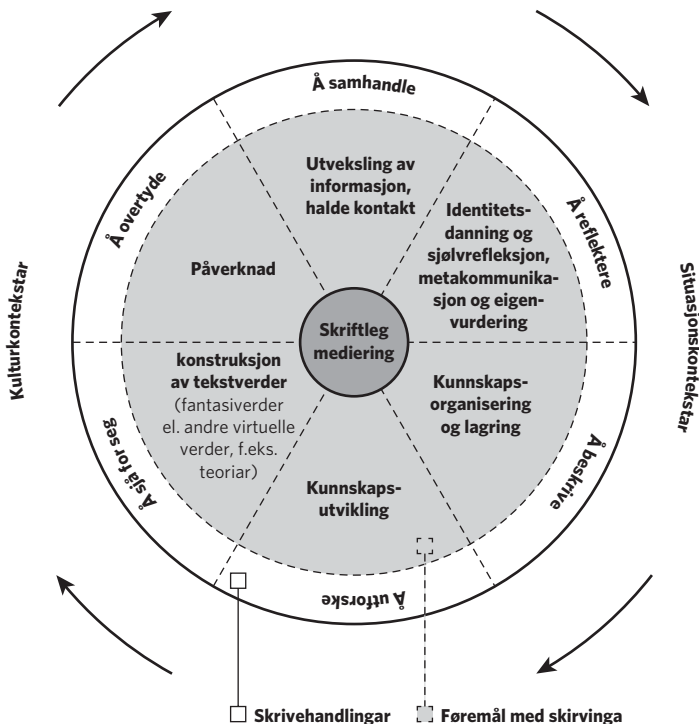 Å samhandle
Å overtyde
Å reflektere
Utveksling av
informasjon,
halde kontakt
Identitets-
danning og
sjølvrefleksjon,
metakommunika-
sjon og eigen-
vurdering
Påverknad
Kulturkontekstar
Situasjonskontekstar
Skriftleg
mediering
konstruksjon
av tekstverder
(fantasiverder
el. andre virtuelle
verder, f.eks.
teoriar)
Kunnskaps-
organisering
og lagring
Kunnskaps-
utvikling
Å sjå for seg
Å beskrive
Å utforske
Skrivehandlingar
Føremål med skirvinga